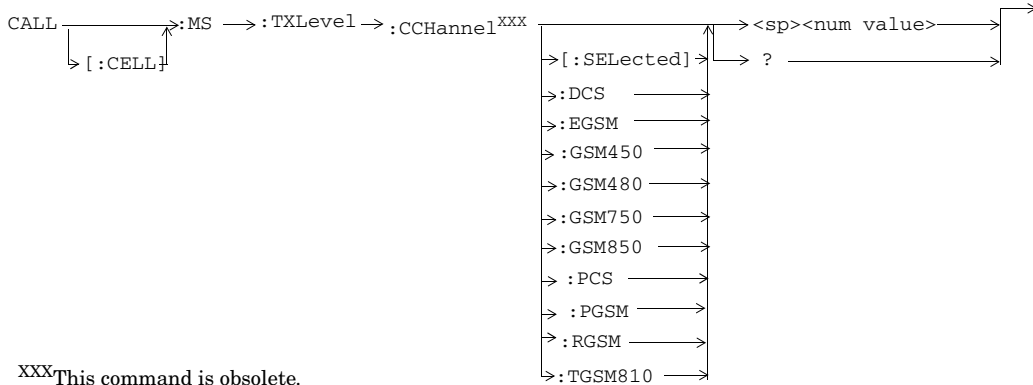 CALL :MS :TXLevel :CCHannelXXX <sp><num value>
[:CELL] [:SELected] ?
:DCS
:EGSM
:GSM450
:GSM480
:GSM750
:GSM850
:PCS
:PGSM
:RGSM
:TGSM810
XXXThis command is obsolete.